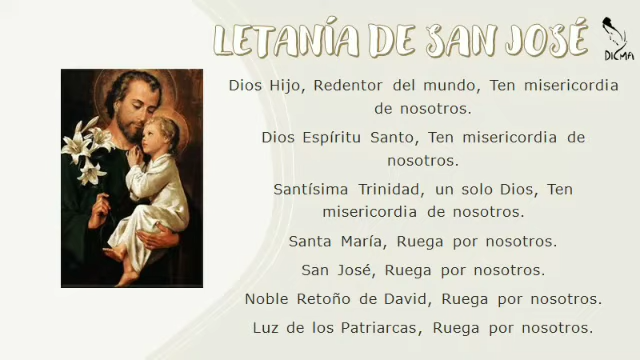 LETANÍA DE SAN JOSÉ
DICMA
Dios Hijo, Redentor del mundo, Ten misericordia
de nosotros.
Dios Espíritu Santo, Ten misericordia de
nosotros.
Santísima Trinidad, un solo Dios, Ten
misericordia de nosotros.
Santa María, Ruega por nosotros.
San José, Ruega por nosotros.
Noble Retoño de David, Ruega por nosotros.
Luz de los Patriarcas, Ruega por nosotros.